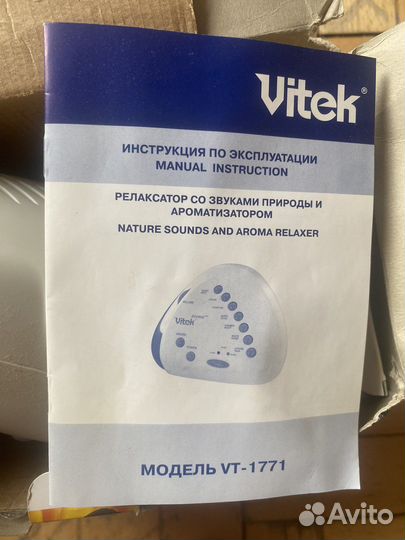 Vitek®
ИНСТРУКЦИЯ ПО ЭКСПЛУАТАЦИИ
MANUAL INSTRUCTION
РЕЛАКСАТОР СО ЗВУКАМИ ПРИРОДЫ И
АРОМАТИЗАТОРОМ
NATURE SOUNDS AND AROMA RELAXER
Vitek
МОДЕЛЬ VT-1771
Avito